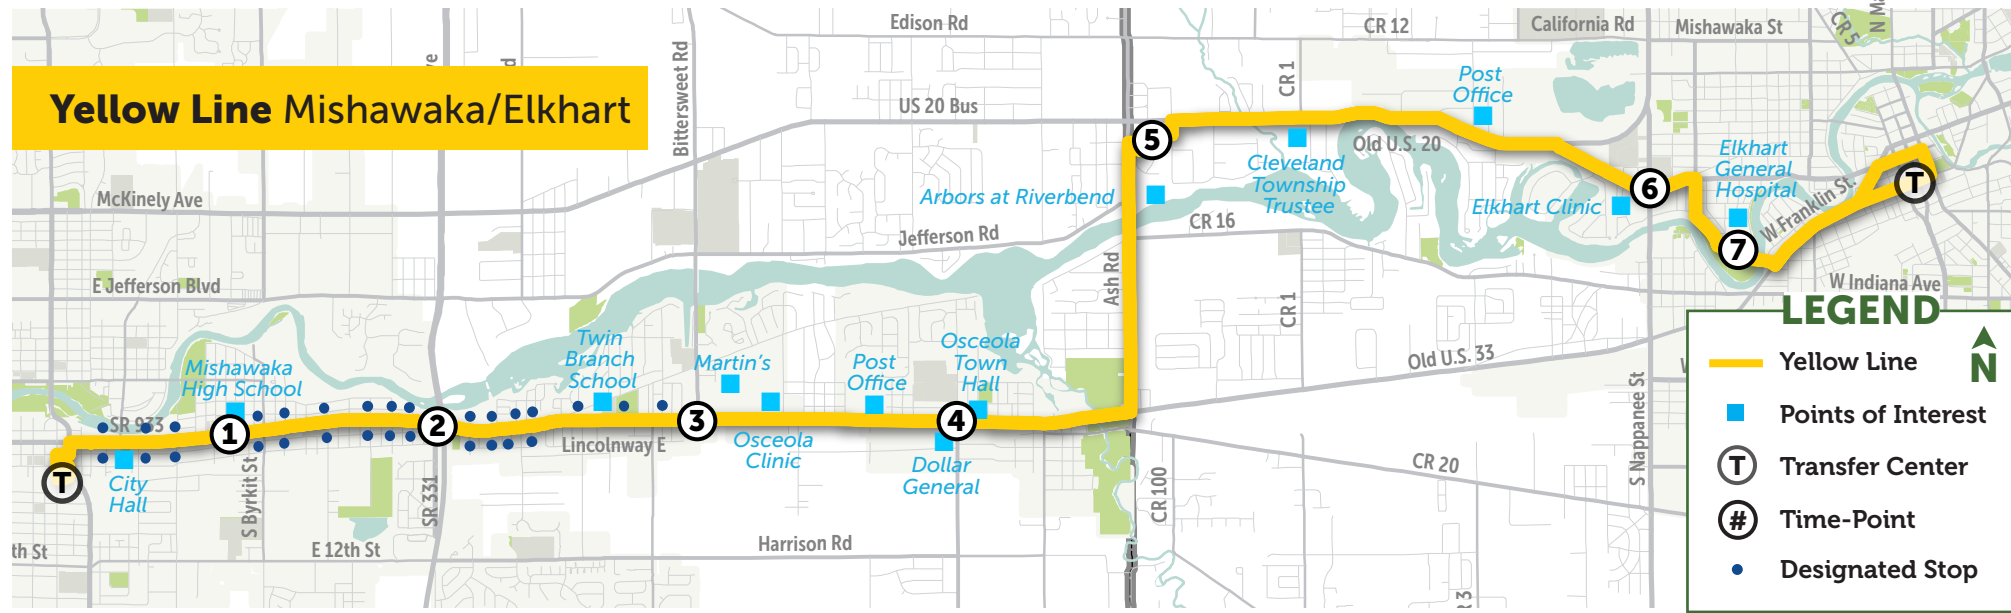 Yellow Line Mishawaka/Elkhart
Edison Rd
CR 12
California Rd
Mishawaka St
CR 5
Bittersweet Rd
US 20 Bus
CR 1
Post
Office
Old U.S. 20
Cleveland
Township
Trustee
Elkhart
General
Hospital
McKinely Ave
Arbors at Riverbend
Elkhart Clinic
W Franklin St.
5
6
7
T
Jefferson Rd
CR 16
Ash Rd
CR 1
E Jefferson Blvd
W Indiana Ave
Mishawaka
High School
Twin
Branch
School
Martin's
Post
Office
Osceola
Town
Hall
Old U.S. 33
S Nappanee St
SR 933
1
2
3
4
T
City
Hall
S Byrkit St
SR 331
Lincolnway E
Osceola
Clinic
Dollar
General
CR 100
CR 20
th St
E 12th St
Harrison Rd
LEGEND
N
Yellow Line
Points of Interest
T Transfer Center
# Time-Point
Designated Stop